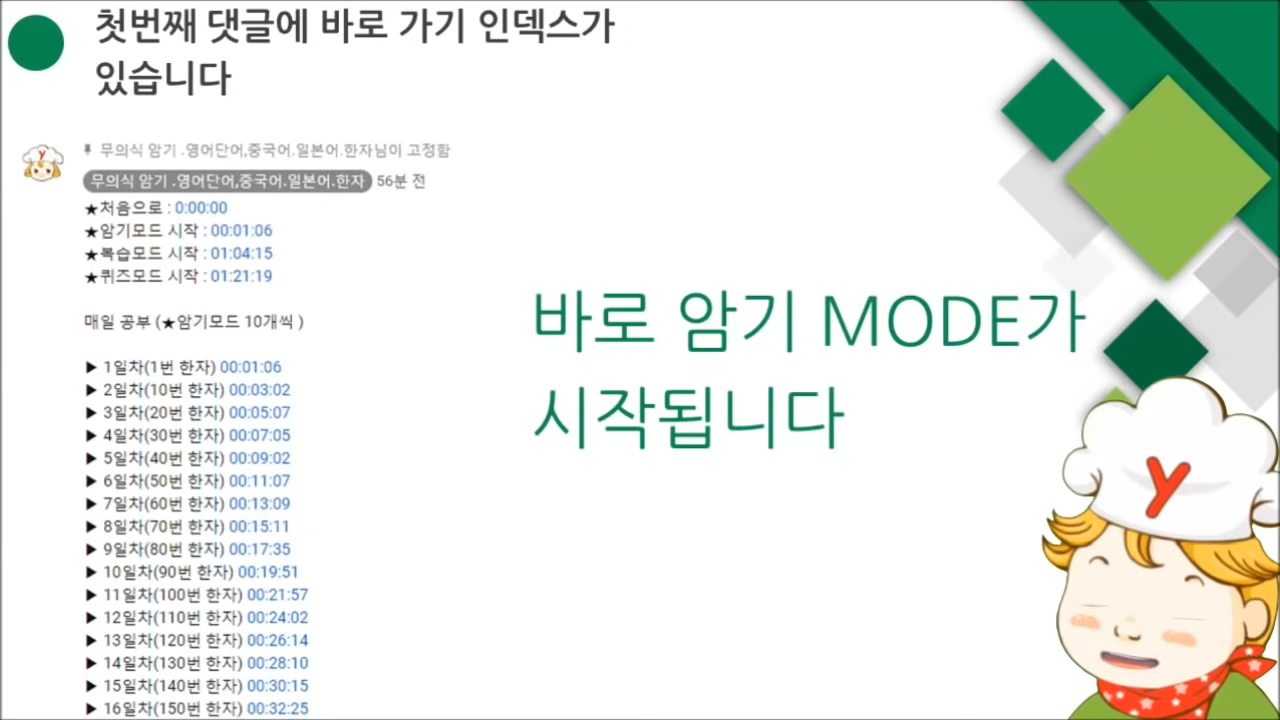 첫번째 댓글에 바로 가기 인덱스가
있습니다
무의식 암기 .영어단어,중국어.일본어.한자님이 고정함
무의식 암기 .영어단어,중국어.일본어.한자 56분 전
★처음으로 : 0:00:00
★암기모드 시작 : 00:01:06
★복습모드 시작 : 01:04:15
★퀴즈모드 시작 : 01:21:19
매일 공부 (★암기모드 10개씩 )
▶ 1일차(1번 한자) 00:01:06
▶ 2일차(10번 한자) 00:03:02
▶ 3일차(20번 한자) 00:05:07
▶ 4일차(30번 한자) 00:07:05
▶ 5일차(40번 한자) 00:09:02
▶ 6일차(50번 한자) 00:11:07
▶ 7일차(60번 한자) 00:13:09
▶ 8일차(70번 한자) 00:15:11
▶ 9일차(80번 한자) 00:17:35
▶ 10일차(90번 한자) 00:19:51
▶ 11일차(100번 한자) 00:21:57
▶ 12일차(110번 한자) 00:24:02
▶ 13일차(120번 한자) 00:26:14
▶ 14일차(130번 한자) 00:28:10
▶ 15일차(140번 한자) 00:30:15
▶ 16일차(150번 한자) 00:32:25
바로 암기 MODE가
시작됩니다
Y